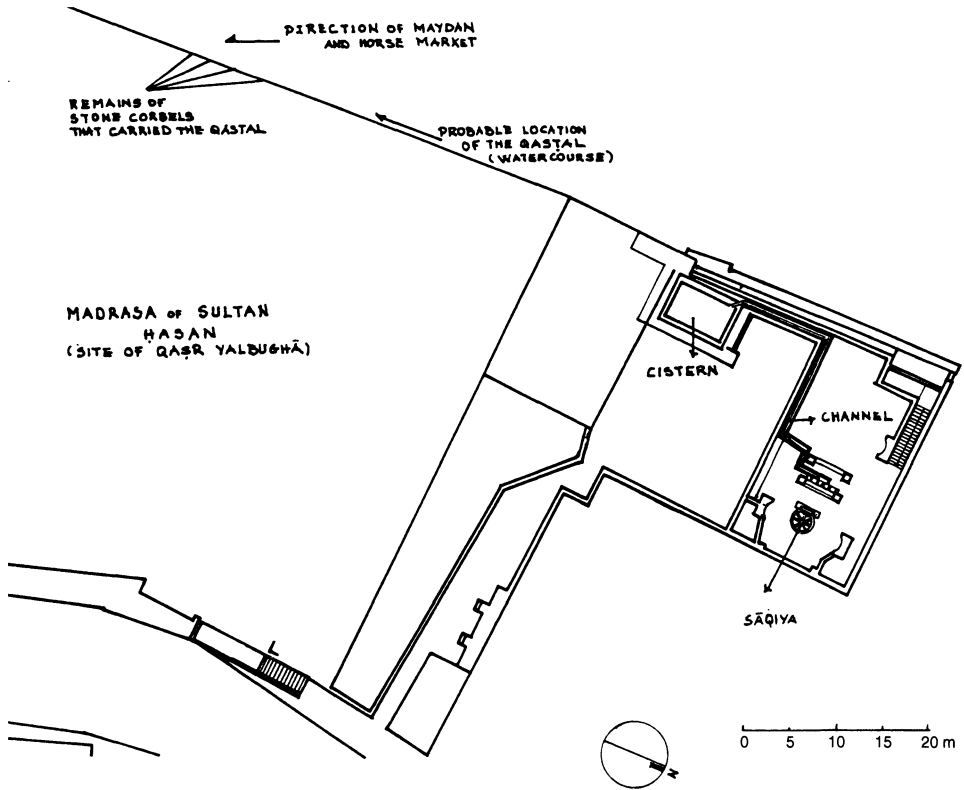 DIRECTION OF MAYDAN
AND HORSE MARKET
REMAINS OF
STONE CORBELS
THAT CARRIED THE QASTAL
PROBABLE LOCATION
OF THE QASṬAL
(WATERCOURSE)
MADRASA OF SULTAN
ḤASAN
(SITE OF QAṢR YALBUGHĀ)
CISTERN
CHANNEL
SĀQIYA
N
0 5 10 15 20 m